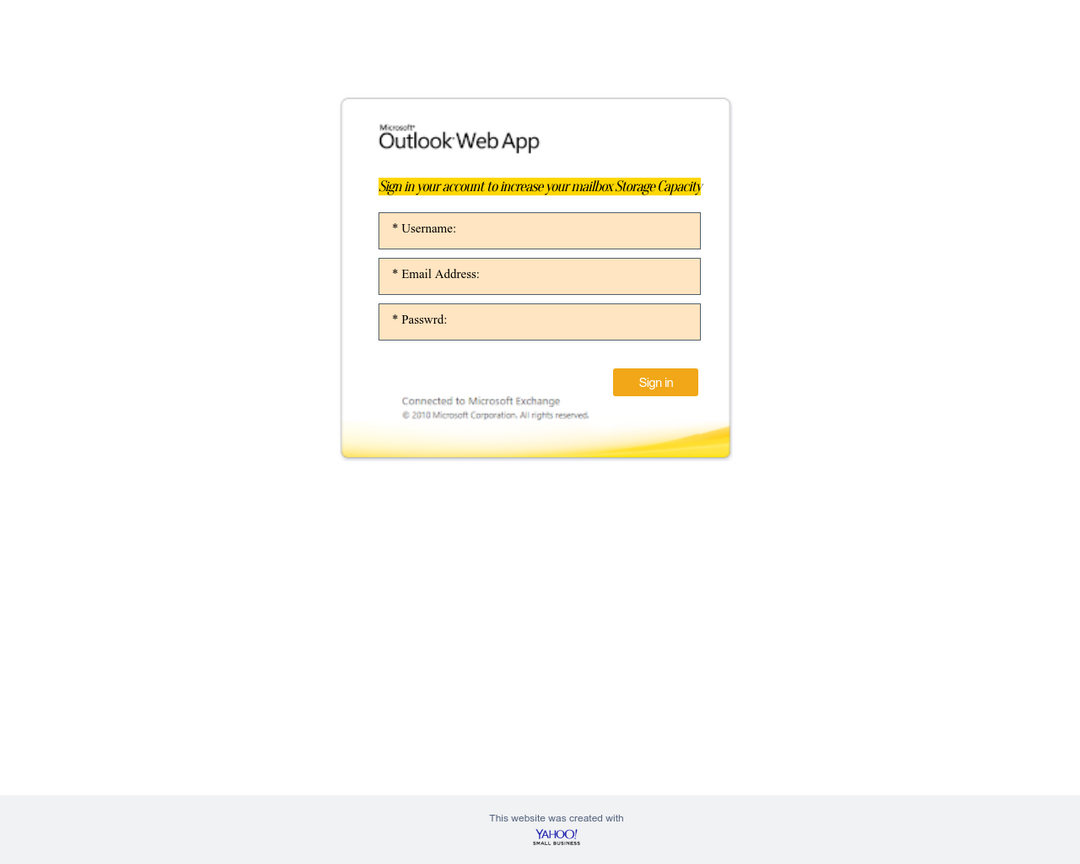 Microsoft®
Outlook Web App
Sign in your account to increase your mailbox Storage Capacity
* Username:
* Email Address:
* Passwrd:
Sign in
Connected to Microsoft Exchange
© 2010 Microsoft Corporation. All rights reserved.
This website was created with
YAHOO!
SMALL BUSINESS